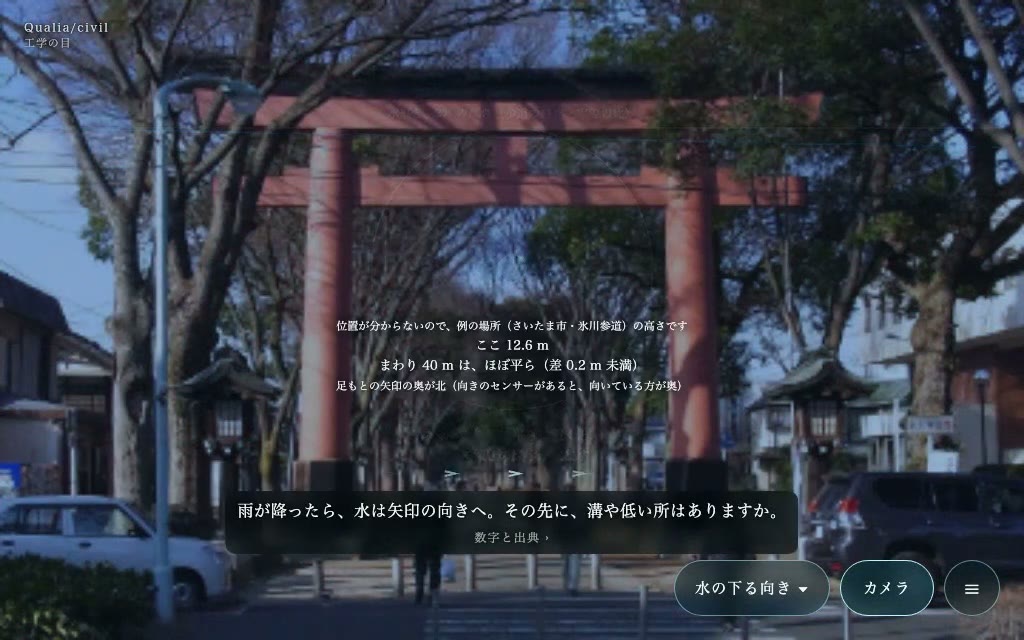 Qualia/civil
工学の目
位置が分からないので、例の場所（さいたま市・氷川参道）の高さです
ここ 12.6 m
まわり 40 m は、ほぼ平ら（差 0.2 m 未満）
足もとの矢印の奥が北（向きのセンサーがあると、向いている方が奥）
雨が降ったら、水は矢印の向きへ。その先に、溝や低い所はありますか。
数字と出典 ›
水の下る向き
カメラ